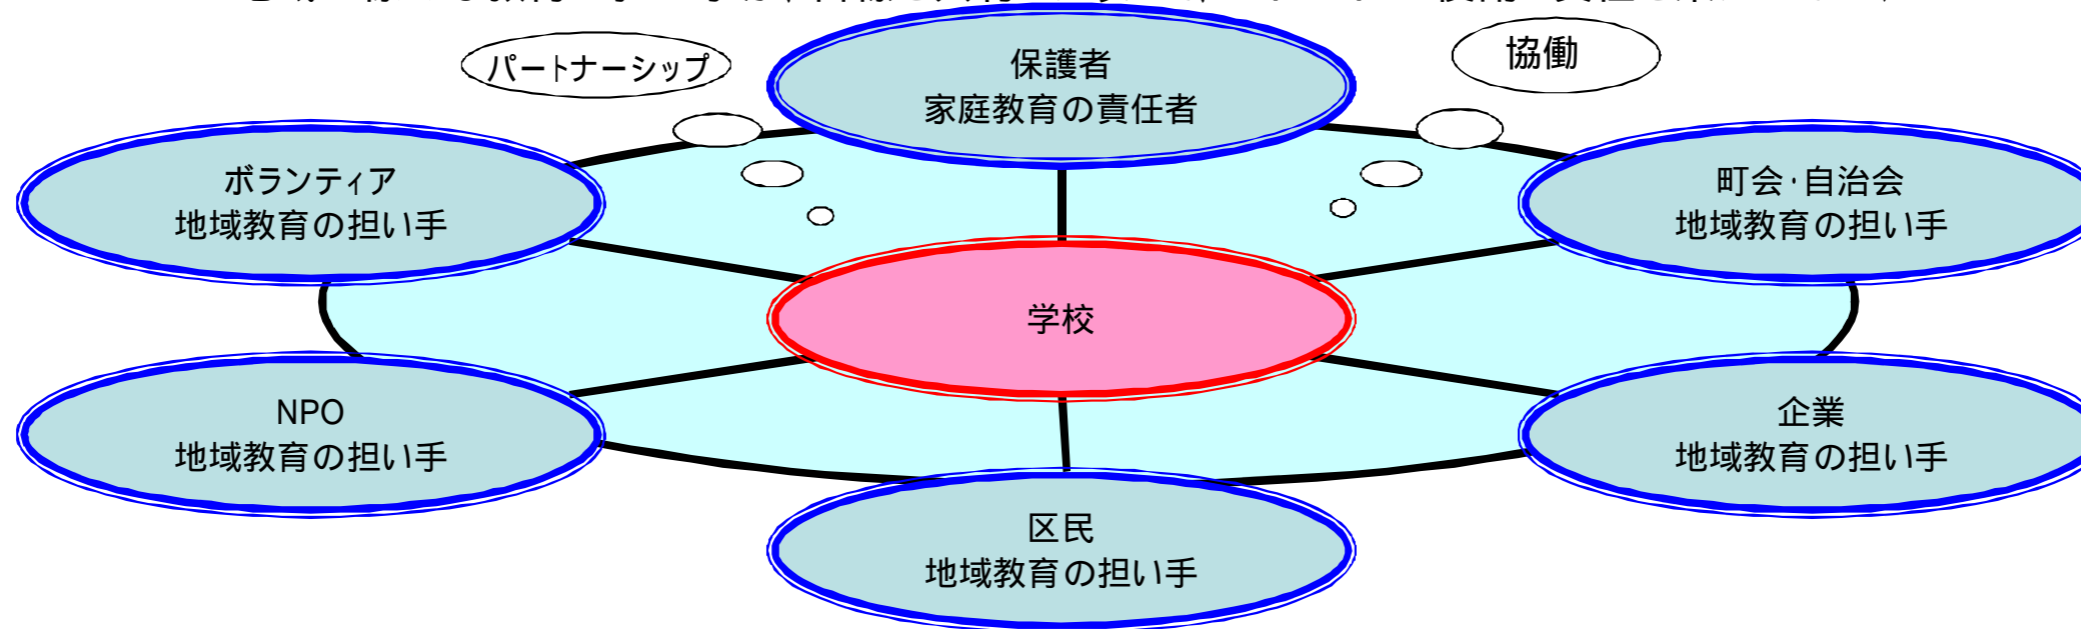 パートナーシップ
協働
保護者
家庭教育の責任者
ボランティア
地域教育の担い手
町会・自治会
地域教育の担い手
学校
NPO
地域教育の担い手
企業
地域教育の担い手
区民
地域教育の担い手